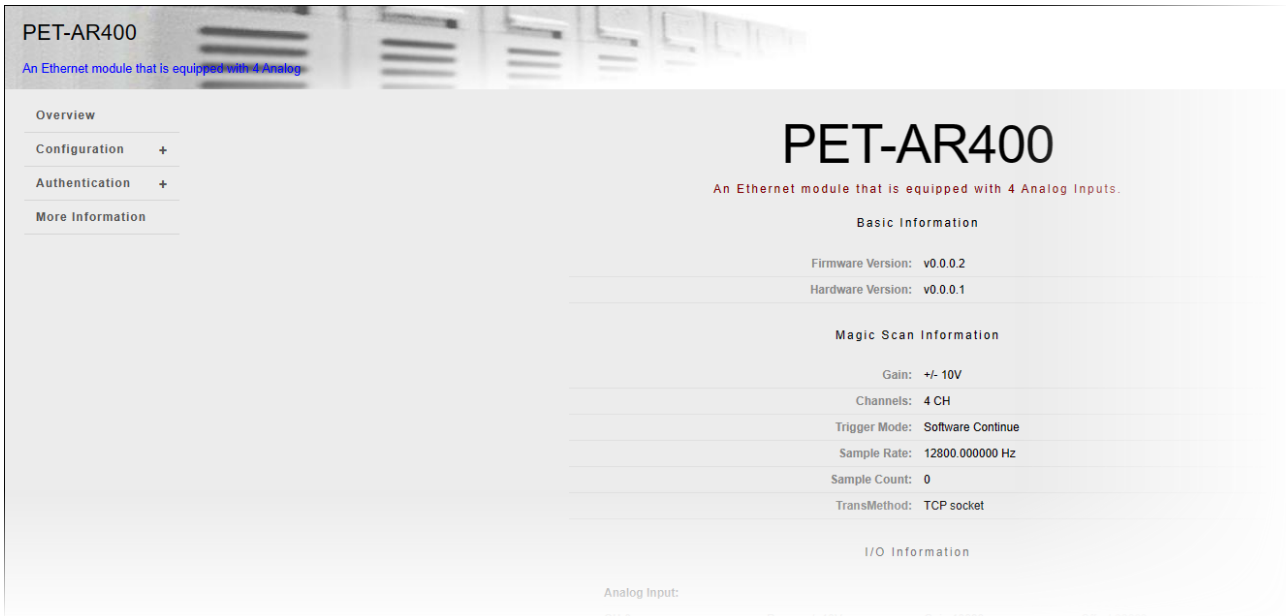 PET-AR400
An Ethernet module that is equipped with 4 Analog
Overview
Configuration +
Authentication +
More Information
PET-AR400
An Ethernet module that is equipped with 4 Analog Inputs.
Basic Information
Firmware Version: v0.0.0.2
Hardware Version: v0.0.0.1
Magic Scan Information
Gain: +/- 10V
Channels: 4 CH
Trigger Mode: Software Continue
Sample Rate: 12800.000000 Hz
Sample Count: 0
TransMethod: TCP socket
I/O Information
Analog Input: